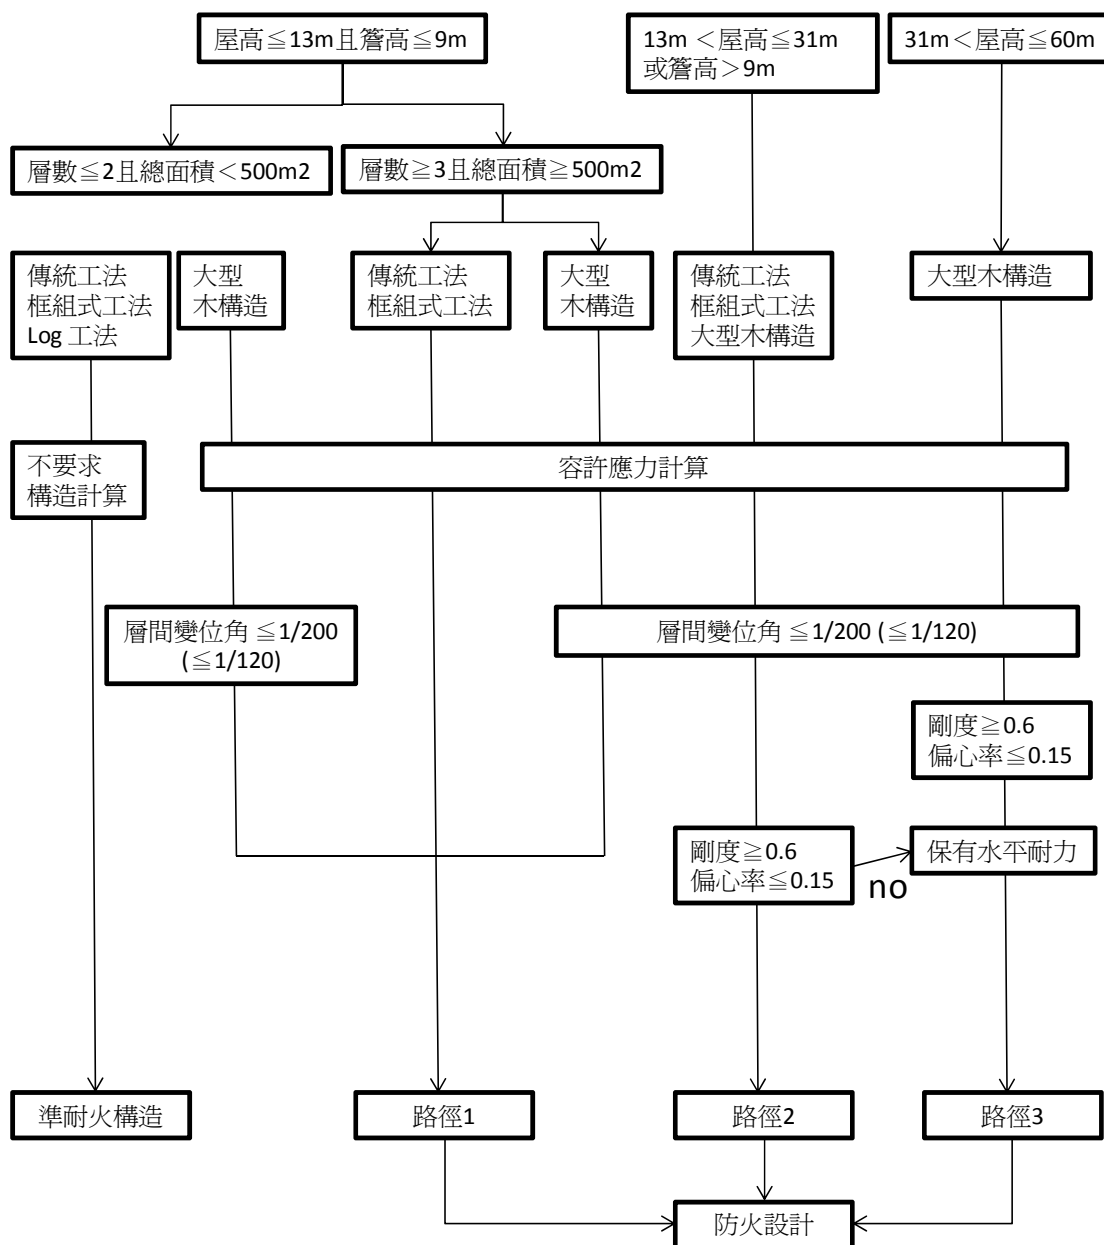 屋高≦13m且簷高≦9m
13m＜屋高≦31m
或簷高＞9m
31m＜屋高≦60m
層數≦2且總面積＜500m2
層數≧3且總面積≧500m2
傳統工法
框組式工法
Log 工法
大型
木構造
傳統工法
框組式工法
大型
木構造
傳統工法
框組式工法
大型木構造
大型木構造
不要求
構造計算
容許應力計算
層間變位角 ≦1/200
(≦1/120)
層間變位角 ≦1/200 (≦1/120)
剛度≧0.6
偏心率≦0.15
剛度≧0.6
偏心率≦0.15
no
保有水平耐力
準耐火構造
路徑1
路徑2
路徑3
防火設計